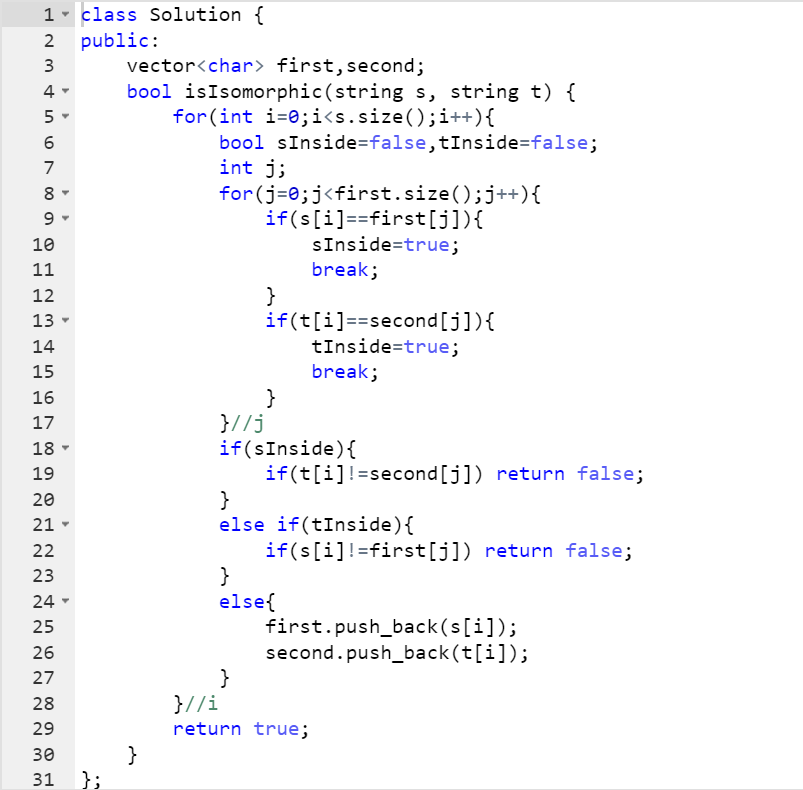 1 class Solution {
2 public:
3     vector<char> first,second;
4     bool isIsomorphic(string s, string t) {
5         for(int i=0;i<s.size();i++){
6             bool sInside=false,tInside=false;
7             int j;
8             for(j=0;j<first.size();j++){
9                 if(s[i]==first[j]){
10                     sInside=true;
11                     break;
12                 }
13                 if(t[i]==second[j]){
14                     tInside=true;
15                     break;
16                 }
17             }//j
18             if(sInside){
19                 if(t[i]!=second[j]) return false;
20             }
21             else if(tInside){
22                 if(s[i]!=first[j]) return false;
23             }
24             else{
25                 first.push_back(s[i]);
26                 second.push_back(t[i]);
27             }
28         }//i
29         return true;
30     }
31 };